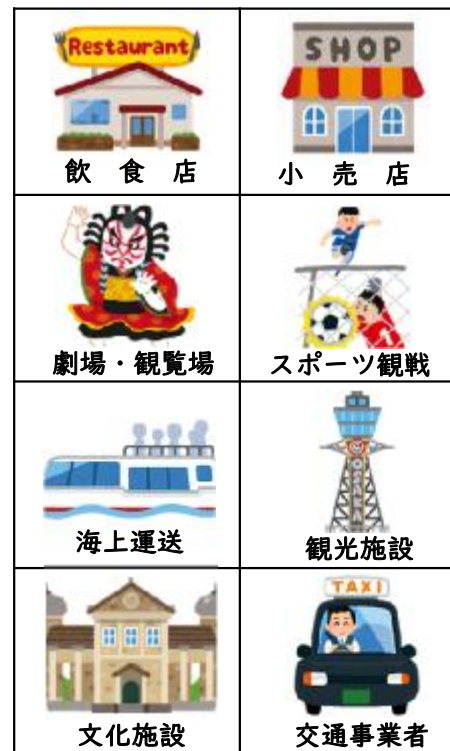 Restaurant
飲食店
SHOP
小売店
劇場・観覧場
スポーツ観戦
1
海上運送
観光施設
文化施設
TAXI
交通事業者